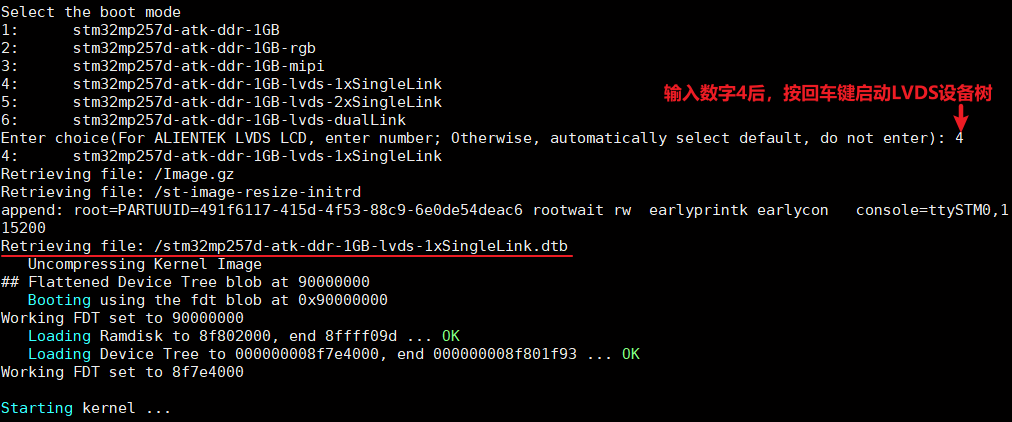 Select the boot mode
1:      stm32mp257d-atk-ddr-1GB
2:      stm32mp257d-atk-ddr-1GB-rgb
3:      stm32mp257d-atk-ddr-1GB-mipi
4:      stm32mp257d-atk-ddr-1GB-lvds-1xSingleLink
5:      stm32mp257d-atk-ddr-1GB-lvds-2xSingleLink
6:      stm32mp257d-atk-ddr-1GB-lvds-dualLink
输入数字4后，按回车键启动LVDS设备树
Enter choice(For ALIENTEK LVDS LCD, enter number; Otherwise, automatically select default, do not enter): 4
4:      stm32mp257d-atk-ddr-1GB-lvds-1xSingleLink
Retrieving file: /Image.gz
Retrieving file: /st-image-resize-initrd
append: root=PARTUUID=491f6117-415d-4f53-88c9-6e0de54deac6 rootwait rw  earlyprintk earlycon   console=ttySTM0,1
15200
Retrieving file: /stm32mp257d-atk-ddr-1GB-lvds-1xSingleLink.dtb
   Uncompressing Kernel Image
## Flattened Device Tree blob at 90000000
   Booting using the fdt blob at 0x90000000
Working FDT set to 90000000
   Loading Ramdisk to 8f802000, end 8ffff09d ... OK
   Loading Device Tree to 000000008f7e4000, end 000000008f801f93 ... OK
Working FDT set to 8f7e4000
Starting kernel ...